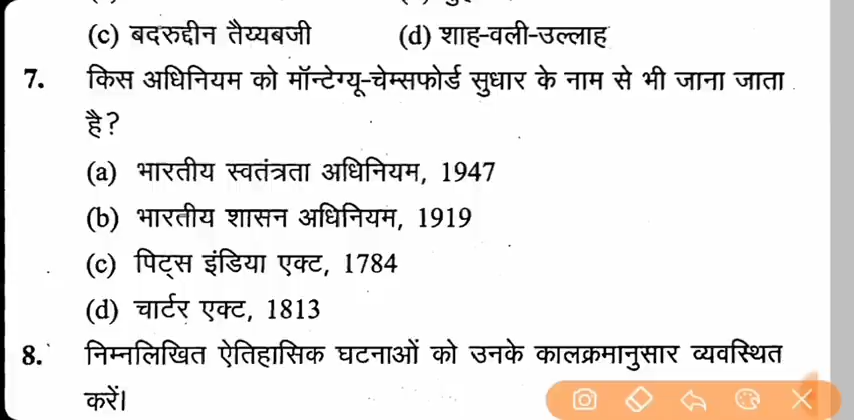 (c) बदरुद्दीन तैय्यबजी (d) शाह-वली-उल्लाह
7. किस अधिनियम को मॉन्टेग्यू-चेम्सफोर्ड सुधार के नाम से भी जाना जाता
है?
(a) भारतीय स्वतंत्रता अधिनियम, 1947
(b) भारतीय शासन अधिनियम, 1919
(c) पिट्स इंडिया एक्ट, 1784
(d) चार्टर एक्ट, 1813
8. निम्नलिखित ऐतिहासिक घटनाओं को उनके कालक्रमानुसार व्यवस्थित
करें।